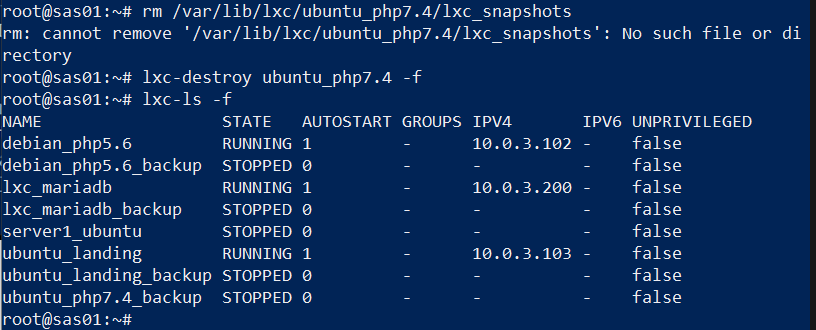 root@sas01:~# rm /var/lib/lxc/ubuntu_php7.4/lxc_snapshots
rm: cannot remove '/var/lib/lxc/ubuntu_php7.4/lxc_snapshots': No such file or di
rectory
root@sas01:~# lxc-destroy ubuntu_php7.4 -f
root@sas01:~# lxc-ls -f
NAME                  STATE   AUTOSTART GROUPS IPV4       IPV6 UNPRIVILEGED
debian_php5.6         RUNNING 1         -      10.0.3.102 -    false
debian_php5.6_backup  STOPPED 0         -      -          -    false
lxc_mariadb           RUNNING 1         -      10.0.3.200 -    false
lxc_mariadb_backup    STOPPED 0         -      -          -    false
server1_ubuntu        STOPPED 0         -      -          -    false
ubuntu_landing        RUNNING 1         -      10.0.3.103 -    false
ubuntu_landing_backup STOPPED 0         -      -          -    false
ubuntu_php7.4_backup  STOPPED 0         -      -          -    false
root@sas01:~#